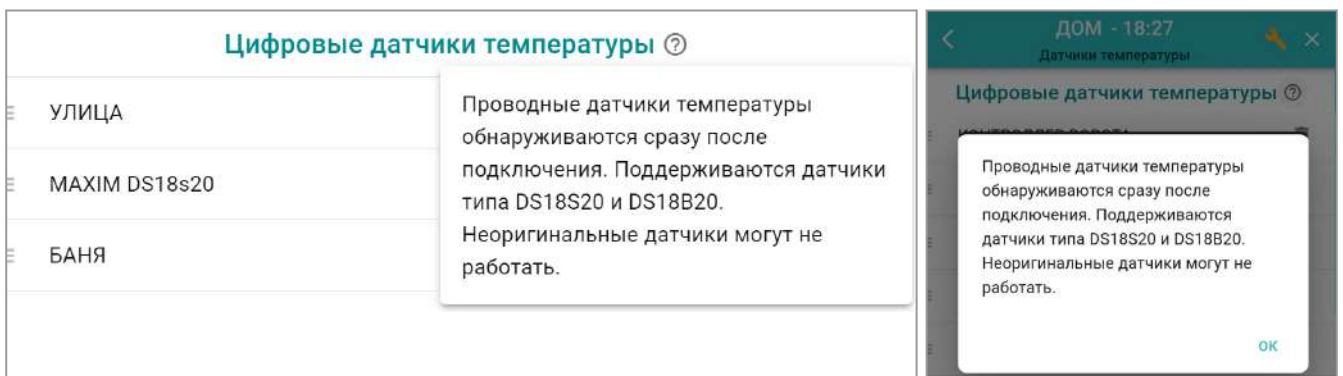 Цифровые датчики температуры ?
УЛИЦА
MAXIM DS18s20
БАНЯ
Проводные датчики температуры
обнаруживаются сразу после
подключения. Поддерживаются датчики
типа DS18S20 и DS18B20.
Неоригинальные датчики могут не
работать.
ДОМ - 18:27
Датчики температуры
Цифровые датчики температуры ?
Проводные датчики температуры
обнаруживаются сразу после
подключения. Поддерживаются
датчики типа DS18S20 и DS18B20.
Неоригинальные датчики могут не
работать.
ОК